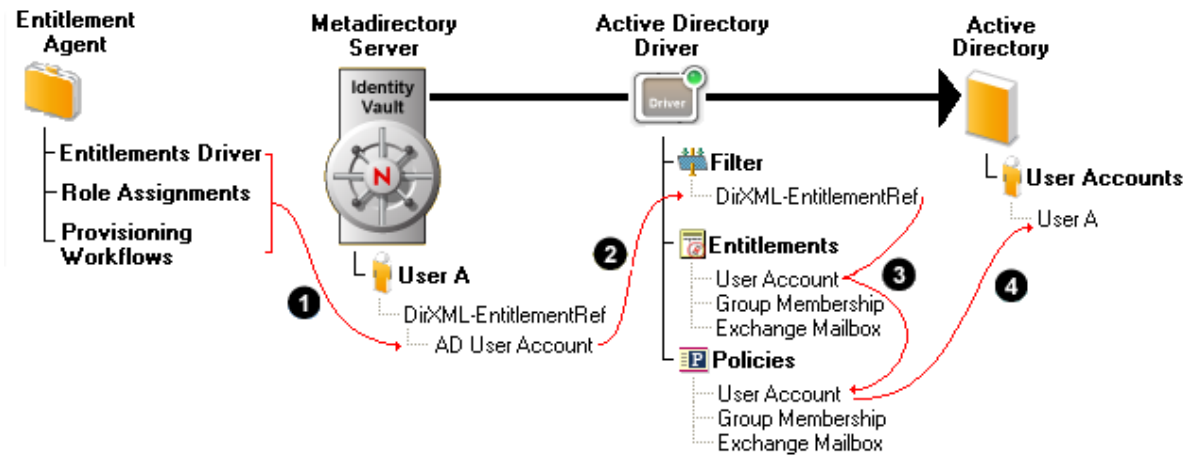 Entitlement
Agent
Entitlements Driver
Role Assignments
Provisioning
Workflows
1
Metadirectory
Server
Identity
Vault
N
User A
DirXML-EntitlementRef
AD User Account
2
Active Directory
Driver
Driver
Filter
DirXML-EntitlementRef
Entitlements
User Account
Group Membership
Exchange Mailbox
3
P
Policies
User Account
Group Membership
Exchange Mailbox
4
Active
Directory
User Accounts
User A